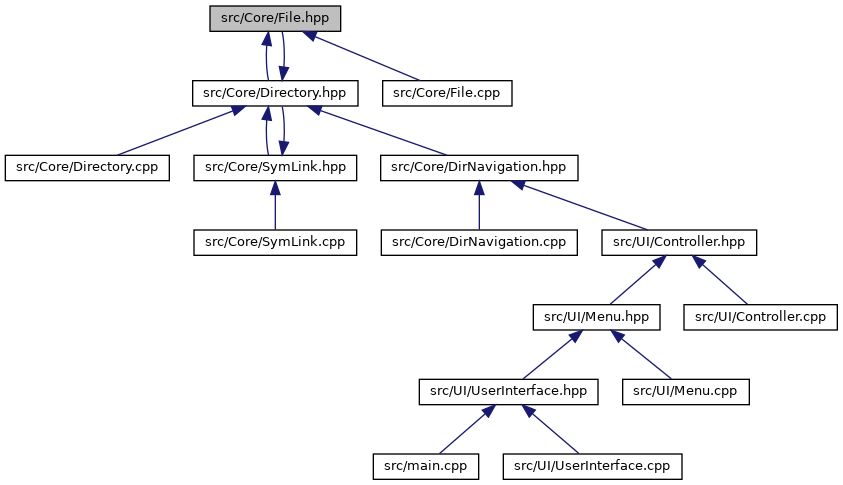 src/Core/File.hpp
src/Core/Directory.hpp
src/Core/File.cpp
src/Core/Directory.cpp
src/Core/SymLink.hpp
src/Core/DirNavigation.hpp
src/Core/SymLink.cpp
src/Core/DirNavigation.cpp
src/UI/Controller.hpp
src/UI/Menu.hpp
src/UI/Controller.cpp
src/UI/UserInterface.hpp
src/UI/Menu.cpp
src/main.cpp
src/UI/UserInterface.cpp